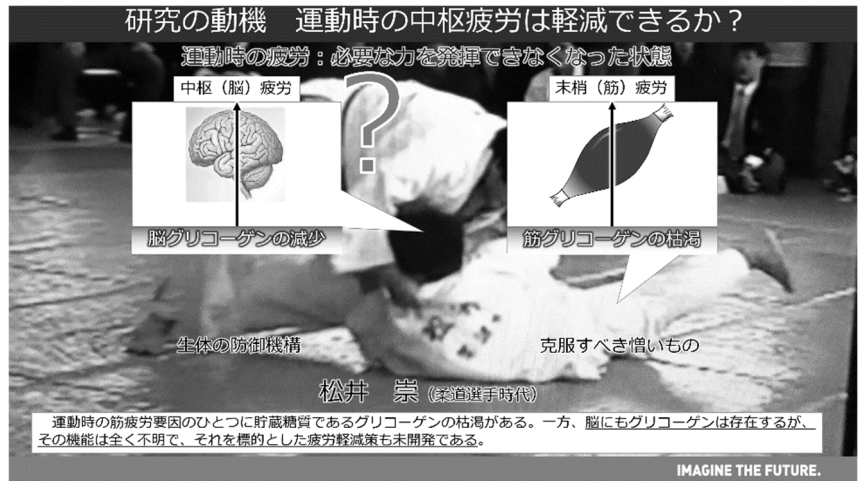 研究の動機　運動時の中枢疲労は軽減できるか？
運動時の疲労：必要な力を発揮できなくなった状態
中枢（脳）疲労
？
末梢（筋）疲労
脳グリコーゲンの減少
筋グリコーゲンの枯渇
生体の防御機構
克服すべき憎いもの
松井　崇（柔道選手時代）
運動時の筋疲労要因のひとつに貯蔵糖質であるグリコーゲンの枯渇がある。一方、脳にもグリコーゲンは存在するが、
その機能は全く不明で、それを標的とした疲労軽減策も未開発である。
IMAGINE THE FUTURE.